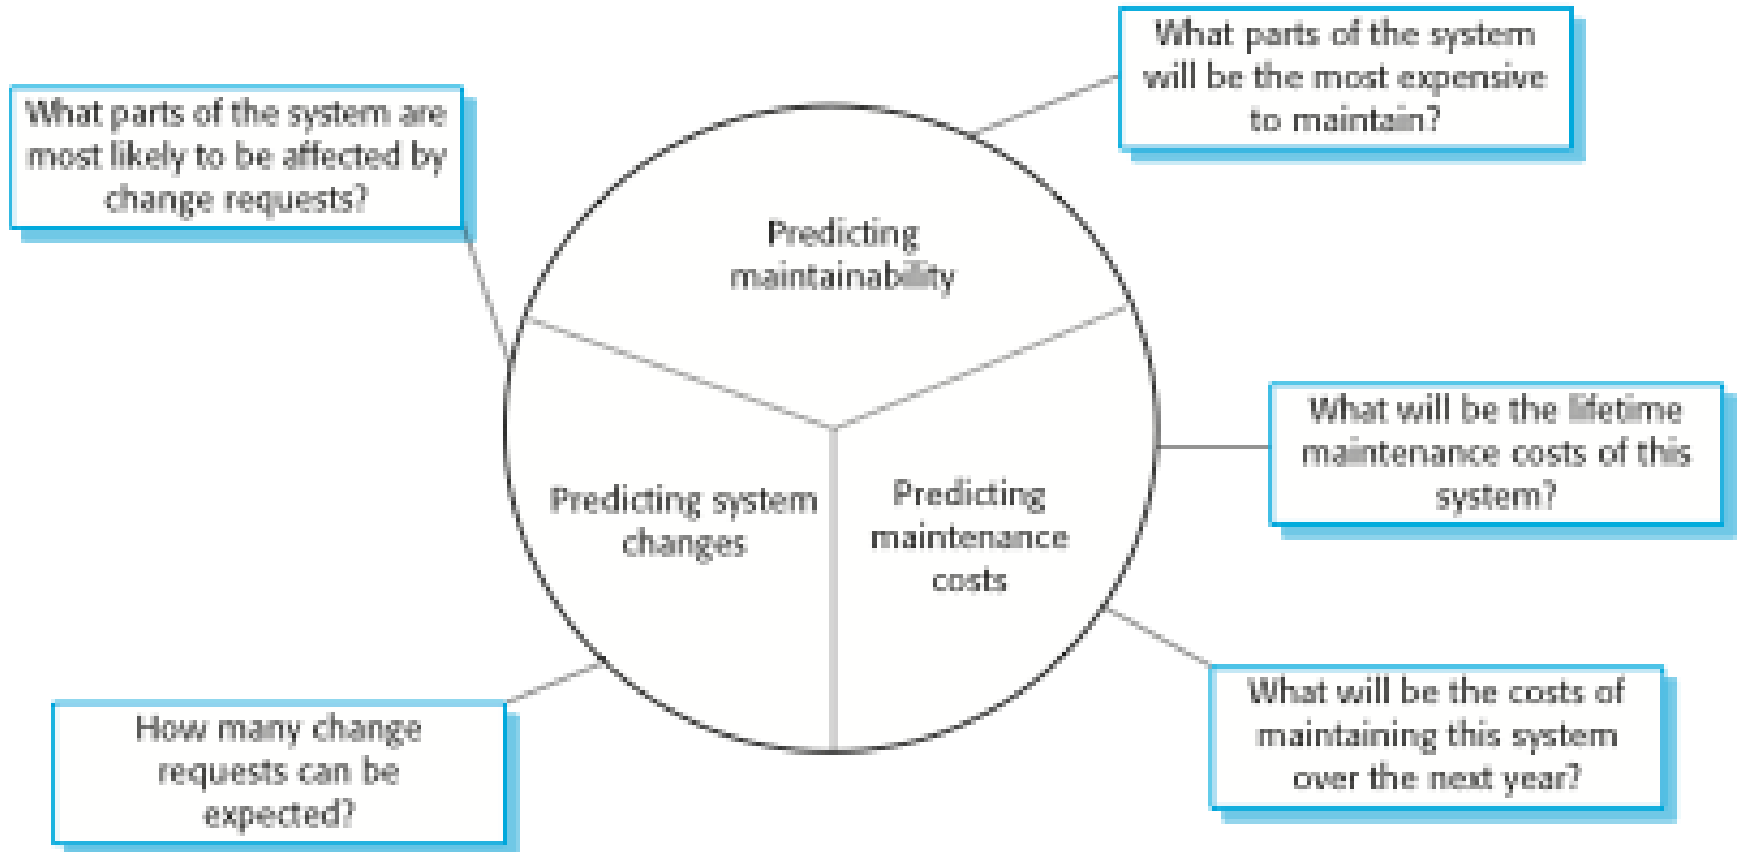 What parts of the system
will be the most expensive
to maintain?
What parts of the system are
most likely to be affected by
change requests?
Predicting
maintainability
What will be the lifetime
maintenance costs of this
system?
Predicting system
changes
Predicting
maintenance
costs
What will be the costs of
maintaining this system
over the next year?
How many change
requests can be
expected?